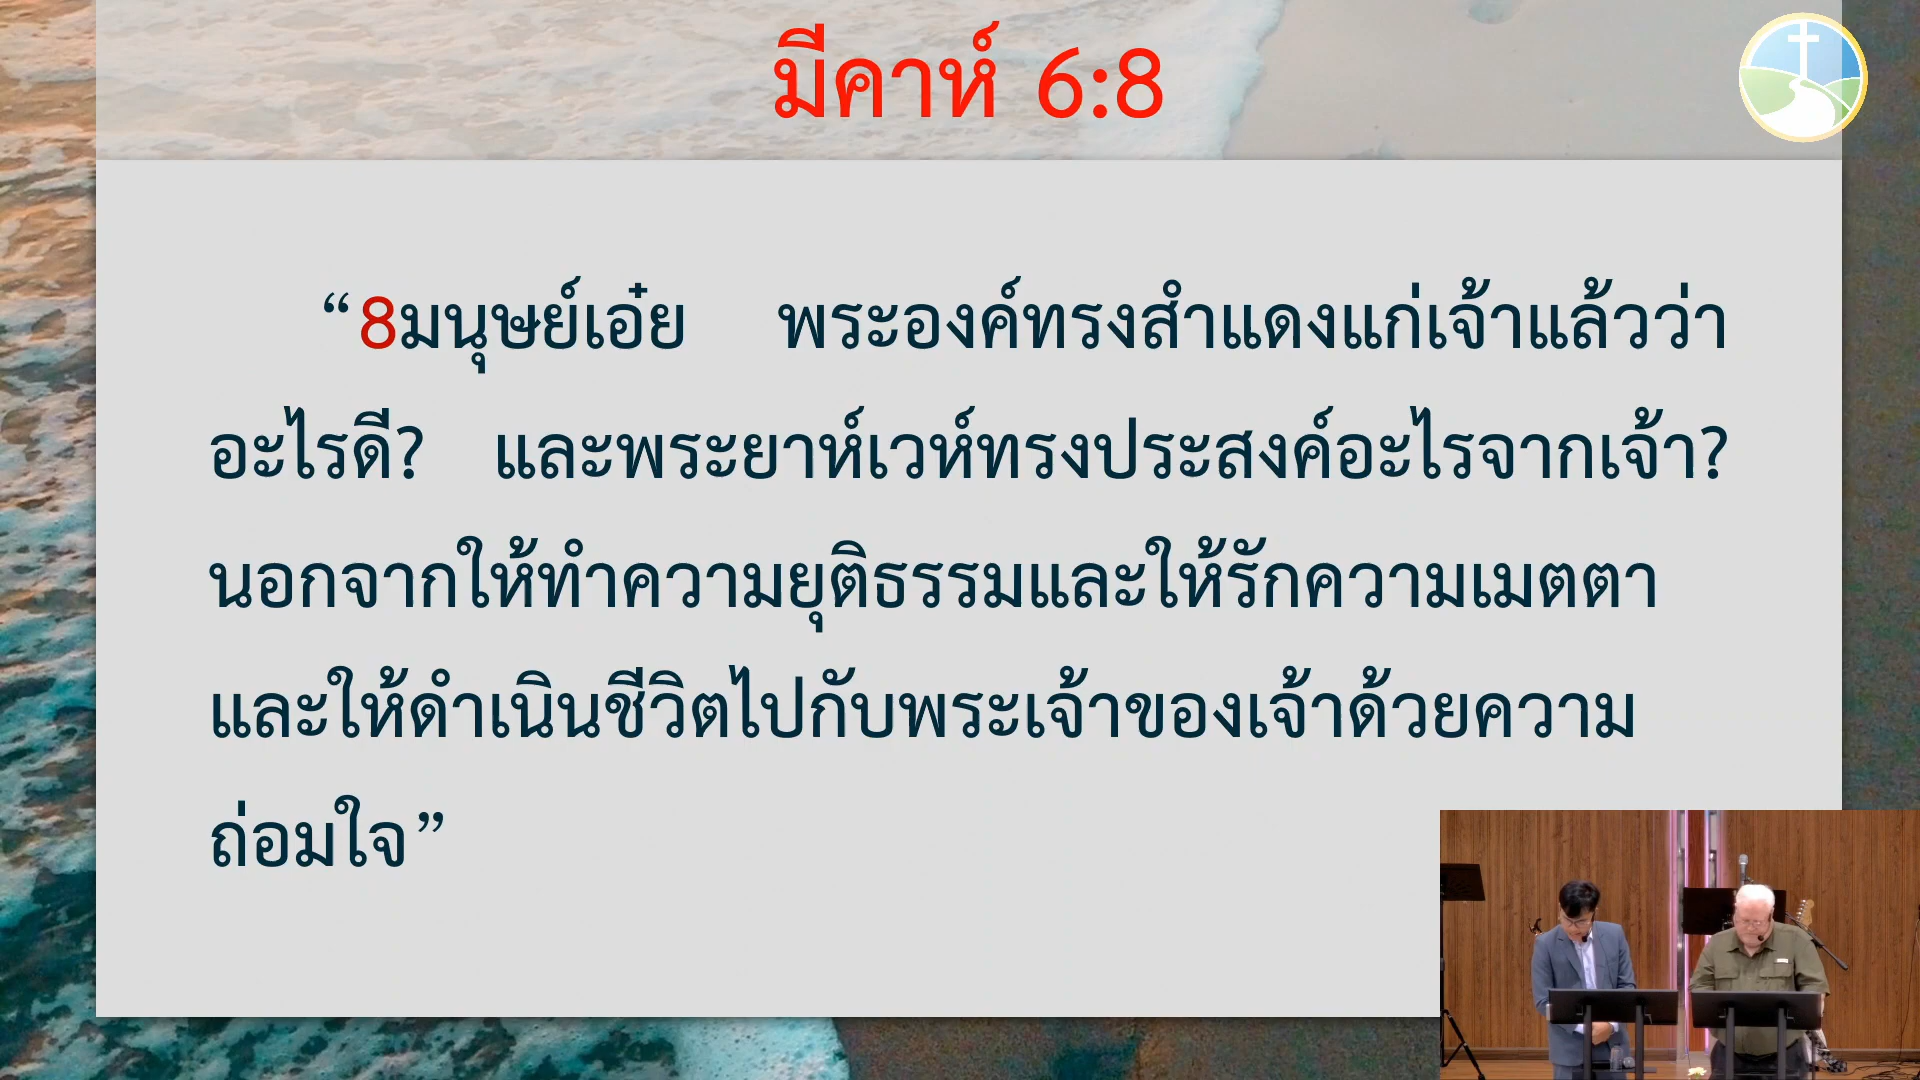 มีคาห์ 6:8
“8มนุษย์เอ๋ย พระองค์ทรงสำแดงแก่เจ้าแล้วว่า
อะไรดี? และพระยาห์เวห์ทรงประสงค์อะไรจากเจ้า?
นอกจากให้ทำความยุติธรรมและให้รักความเมตตา
และให้ดำเนินชีวิตไปกับพระเจ้าของเจ้าด้วยความ
ถ่อมใจ”